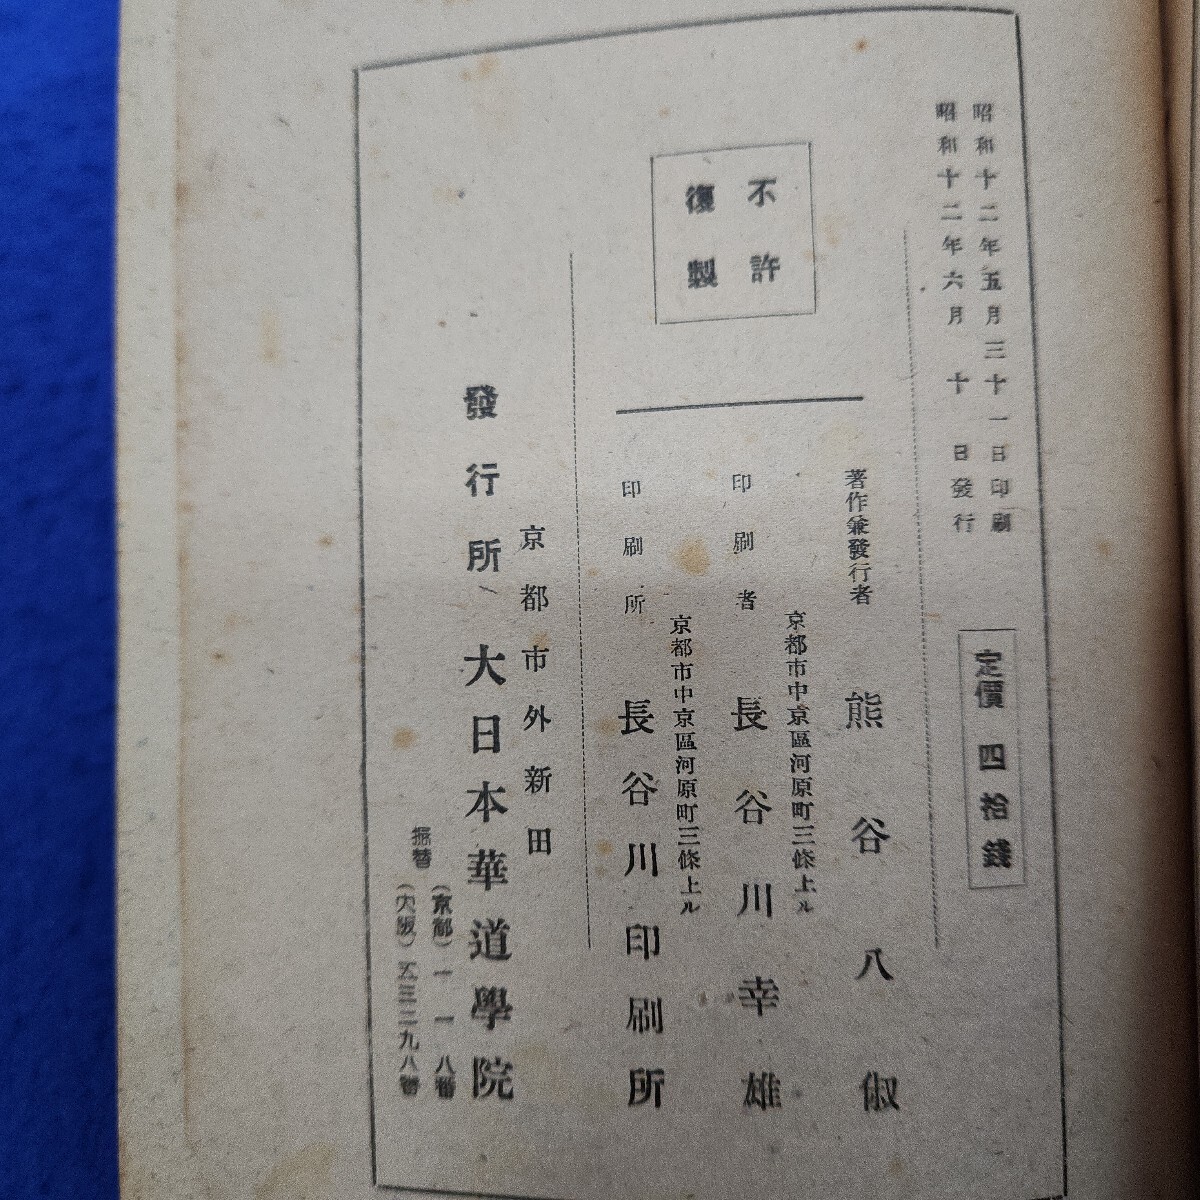 昭和十二年五月三十一日印刷
昭和十二年六月十日發行
定價 四拾錢
不許
復製
著作兼發行者 熊谷八俶
京都市中京區河原町三條上ル
印刷者 長谷川幸雄
京都市中京區河原町三條上ル
印刷所 長谷川印刷所
京都市外新田
發行所 大日本華道學院
振替
(京都)一一八番
(大阪)五三二九八番